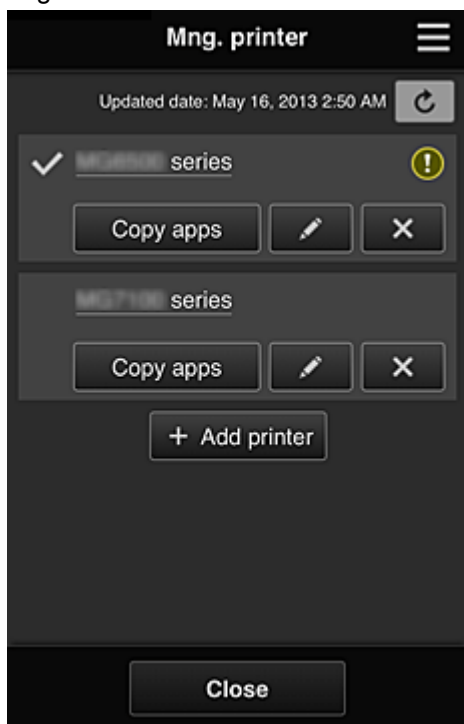 Mng. printer
Updated date: May 16, 2013 2:50 AM
series
Copy apps
series
Copy apps
+ Add printer
Close